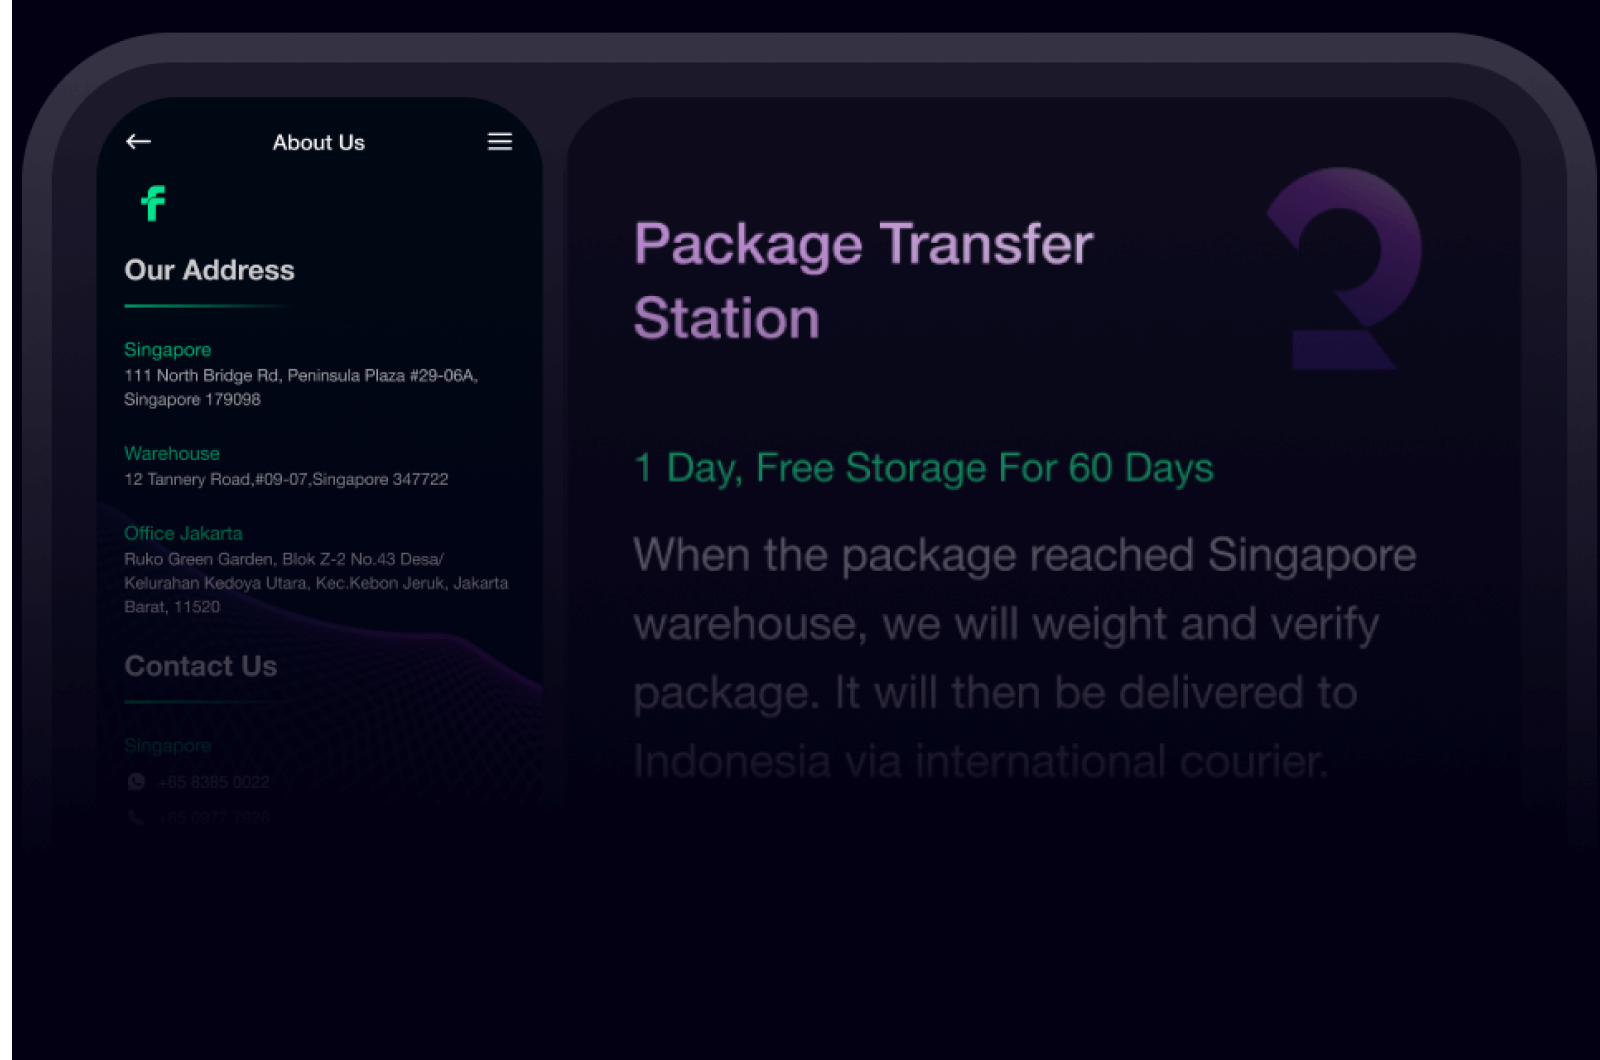 About Us
f
Our Address
Singapore
111 North Bridge Rd, Peninsula Plaza #29-06A,
Singapore 179098
Warehouse
12 Tannery Road,#09-07,Singapore 347722
Office Jakarta
Ruko Green Garden, Blok Z-2 No.43 Desa/
Kelurahan Kedoya Utara, Kec.Kebon Jeruk, Jakarta
Barat, 11520
Contact Us
Singapore
+65 8385 0022
+65 6977 7928
Package Transfer
Station
2
1 Day, Free Storage For 60 Days
When the package reached Singapore
warehouse, we will weight and verify
package. It will then be delivered to
Indonesia via international courier.